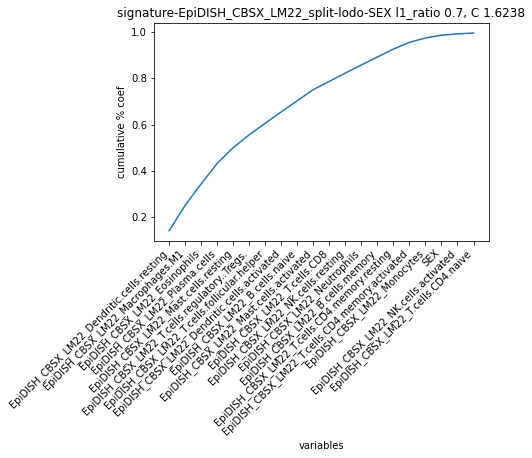 signature-EpiDISH_CBSX_LM22_split-lodo-SEX l1_ratio 0.7, C 1.6238
1.0
0.8
0.6
0.4
0.2
cumulative % coef
EpiDISH_CBSX_LM22_Dendritic.cells.resting
EpiDISH_CBSX_LM22_Macrophages.M1
EpiDISH_CBSX_LM22_Eosinophils
EpiDISH_CBSX_LM22_Plasma.cells
EpiDISH_CBSX_LM22_Mast.cells.resting
EpiDISH_CBSX_LM22_T.cells.regulatory..Tregs.
EpiDISH_CBSX_LM22_T.cells.follicular.helper
EpiDISH_CBSX_LM22_Dendritic.cells.activated
EpiDISH_CBSX_LM22_B.cells.naive
EpiDISH_CBSX_LM22_Mast.cells.activated
EpiDISH_CBSX_LM22_T.cells.CD8
EpiDISH_CBSX_LM22_NK.cells.resting
EpiDISH_CBSX_LM22_Neutrophils
EpiDISH_CBSX_LM22_B.cells.memory
EpiDISH_CBSX_LM22_T.cells.CD4.memory.resting
EpiDISH_CBSX_LM22_T.cells.CD4.memory.activated
EpiDISH_CBSX_LM22_Monocytes
SEX
EpiDISH_CBSX_LM22_NK.cells.activated
EpiDISH_CBSX_LM22_T.cells.CD4.naive
variables